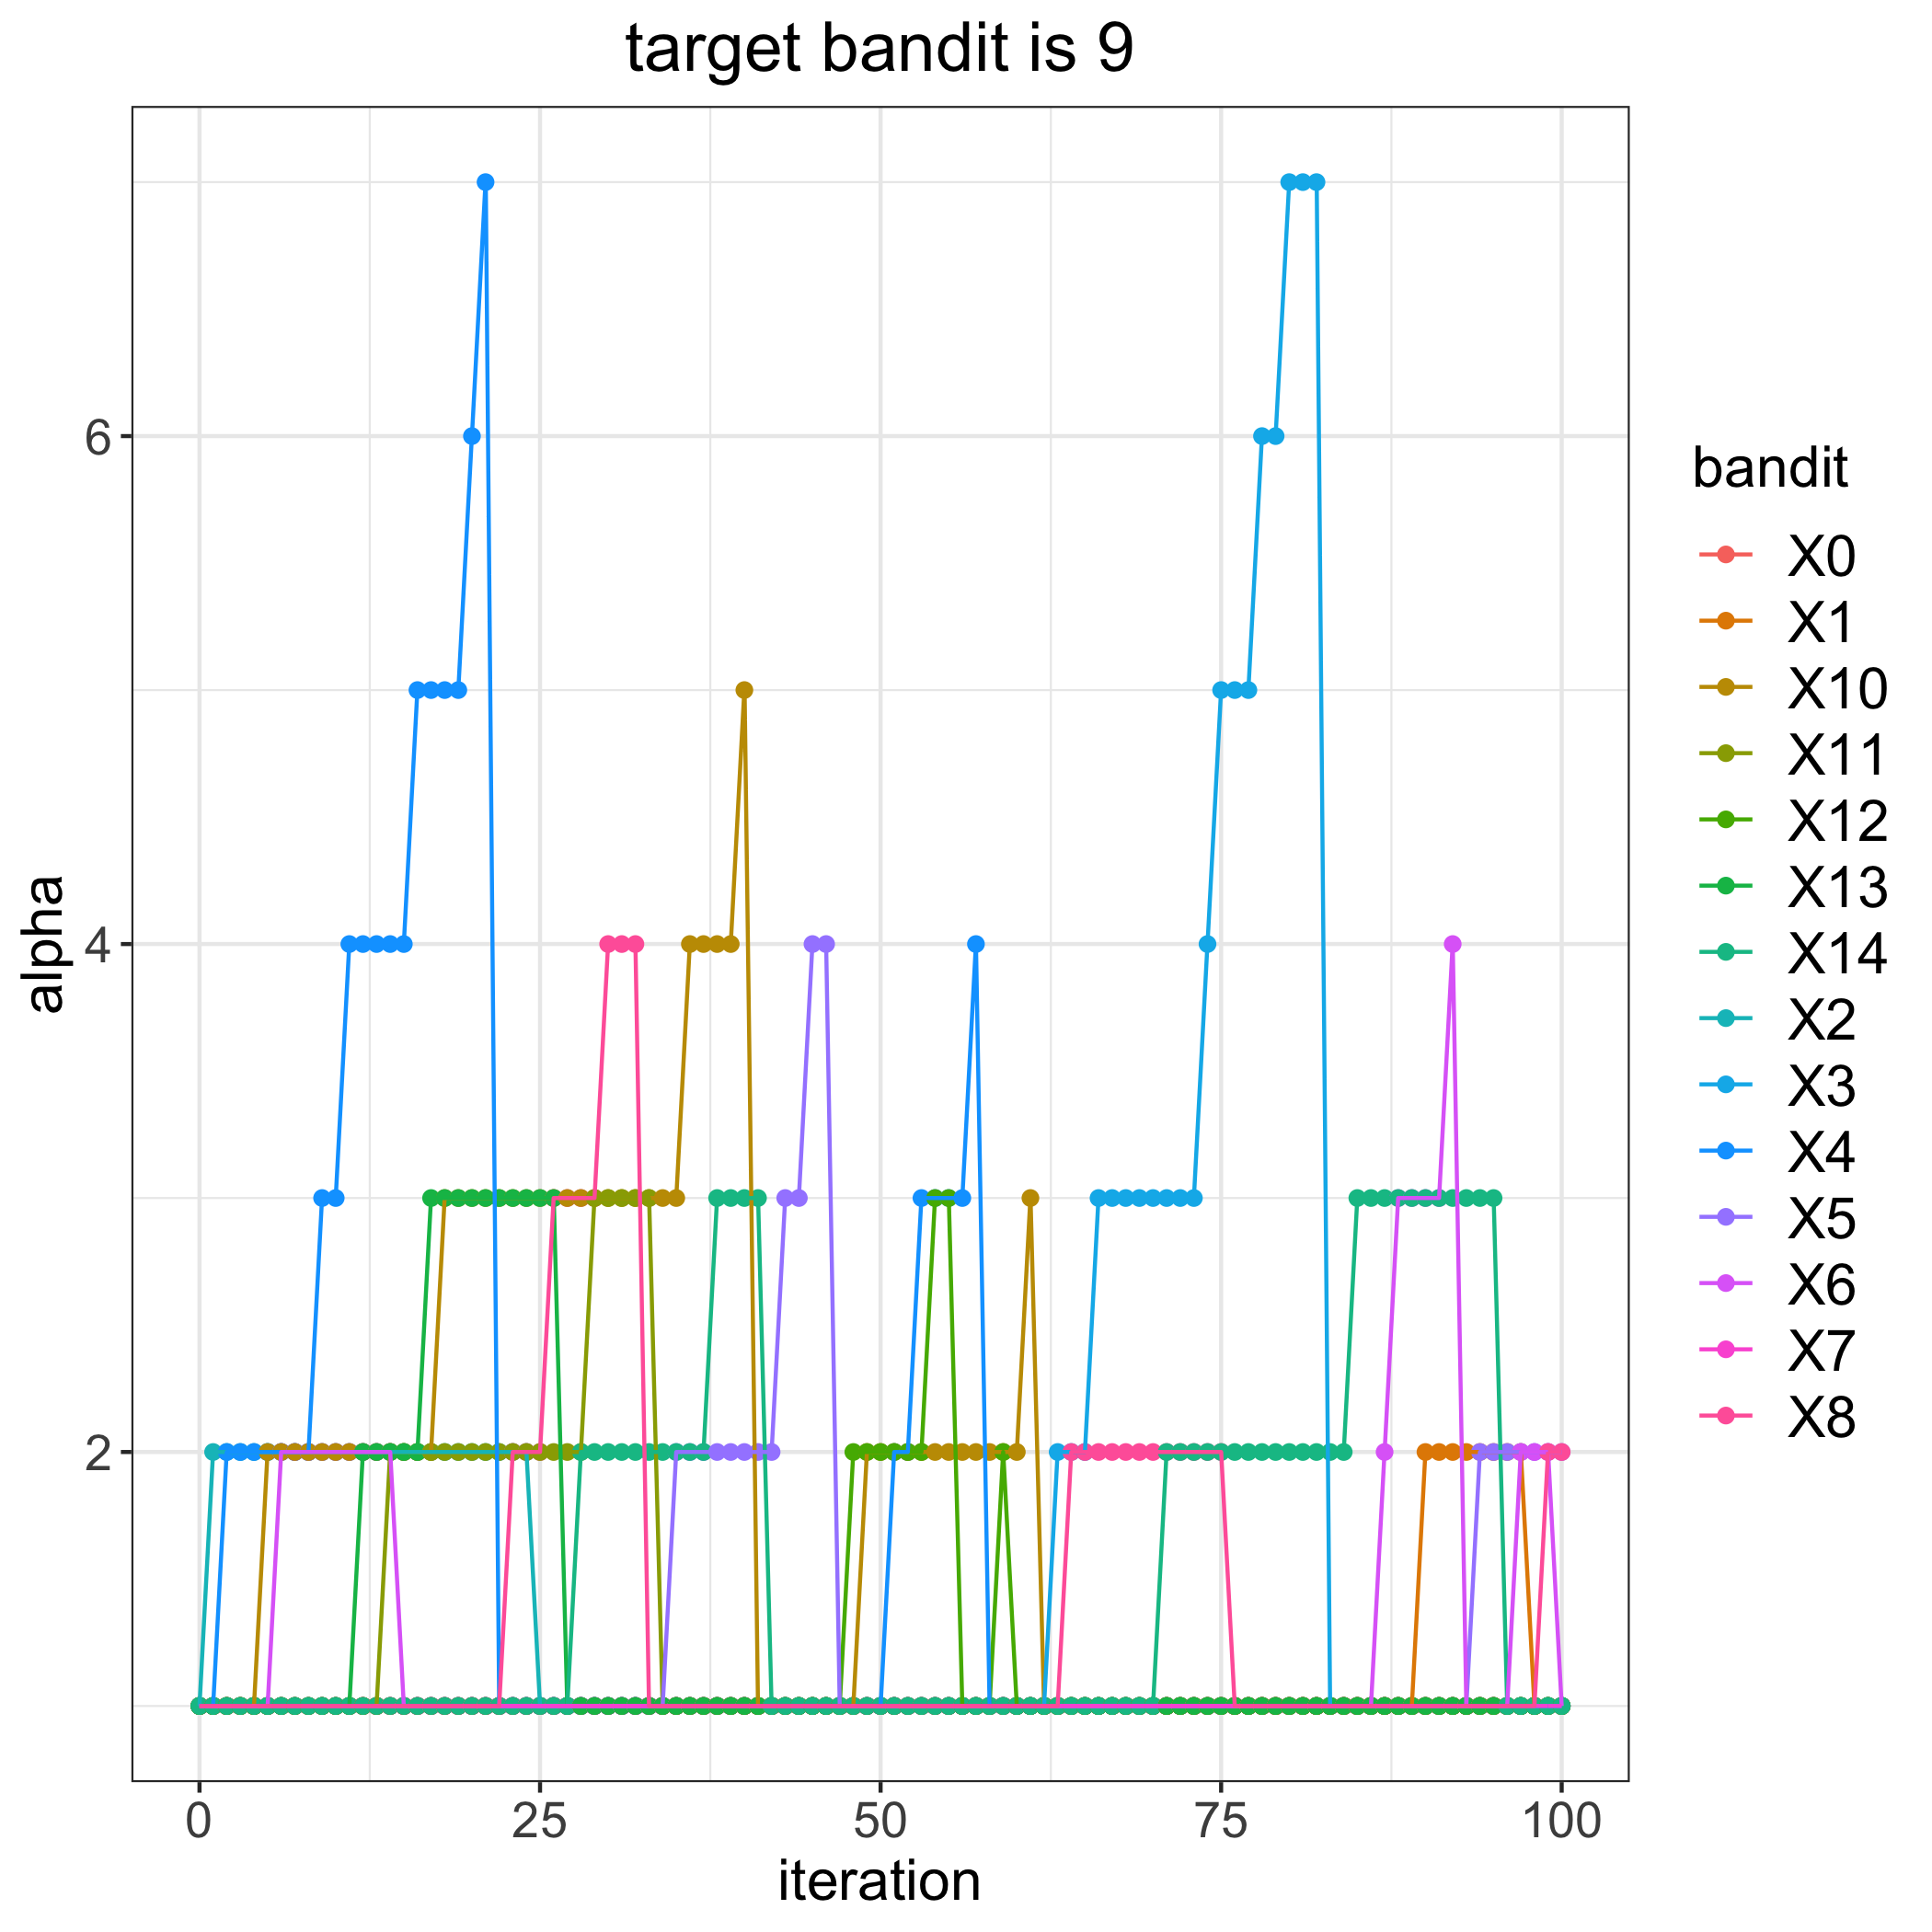 target bandit is 9
alpha
6
4
2
0 25 50 75 100
iteration
bandit
X0
X1
X10
X11
X12
X13
X14
X2
X3
X4
X5
X6
X7
X8